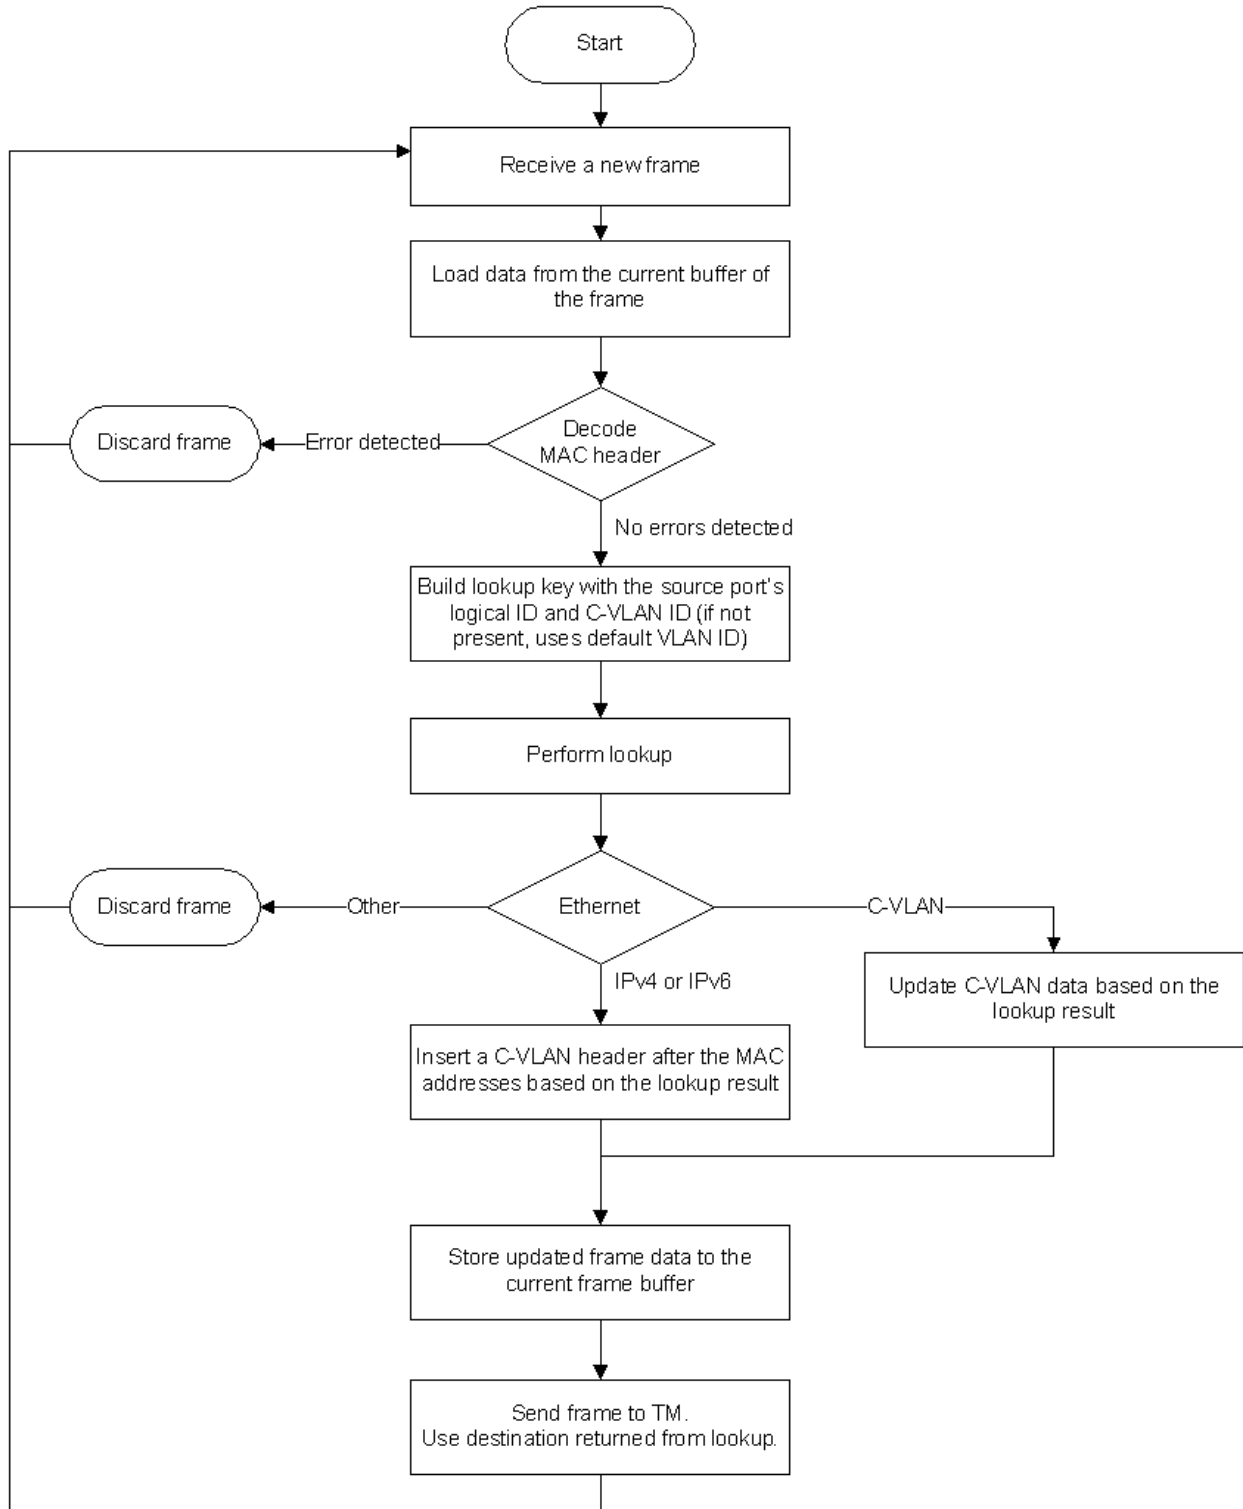 Start
Receive a new frame
Load data from the current buffer of
the frame
Discard frame
Error detected
Decode
MAC header
No errors detected
Build lookup key with the source port's
logical ID and C-VLAN ID (if not
present, uses default VLAN ID)
Perform lookup
Discard frame
Other
Ethernet
C-VLAN
IPv4 or IPv6
Update C-VLAN data based on the
lookup result
Insert a C-VLAN header after the MAC
addresses based on the lookup result
Store updated frame data to the
current frame buffer
Send frame to TM.
Use destination returned from lookup.